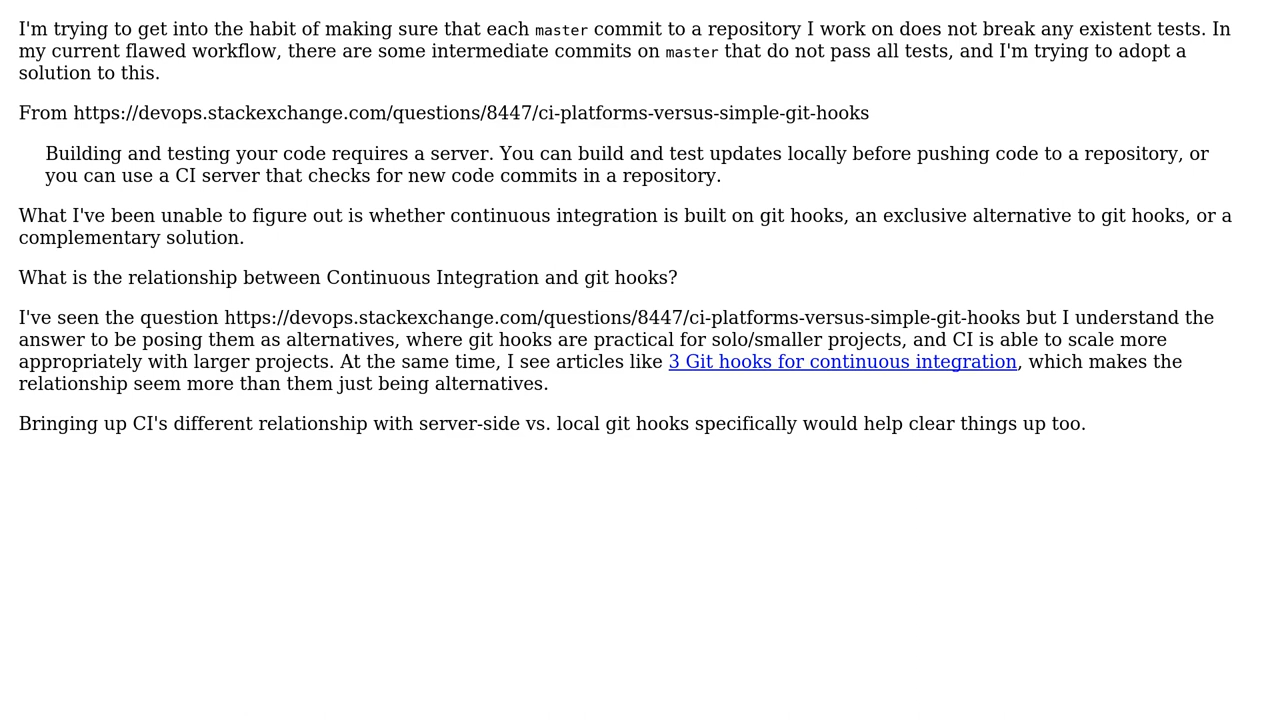 I'm trying to get into the habit of making sure that each master commit to a repository I work on does not break any existent tests. In
my current flawed workflow, there are some intermediate commits on master that do not pass all tests, and I'm trying to adopt a
solution to this.
From https://devops.stackexchange.com/questions/8447/ci-platforms-versus-simple-git-hooks
Building and testing your code requires a server. You can build and test updates locally before pushing code to a repository, or
you can use a CI server that checks for new code commits in a repository.
What I've been unable to figure out is whether continuous integration is built on git hooks, an exclusive alternative to git hooks, or a
complementary solution.
What is the relationship between Continuous Integration and git hooks?
I've seen the question https://devops.stackexchange.com/questions/8447/ci-platforms-versus-simple-git-hooks but I understand the
answer to be posing them as alternatives, where git hooks are practical for solo/smaller projects, and CI is able to scale more
appropriately with larger projects. At the same time, I see articles like 3 Git hooks for continuous integration, which makes the
relationship seem more than them just being alternatives.
Bringing up CI's different relationship with server-side vs. local git hooks specifically would help clear things up too.